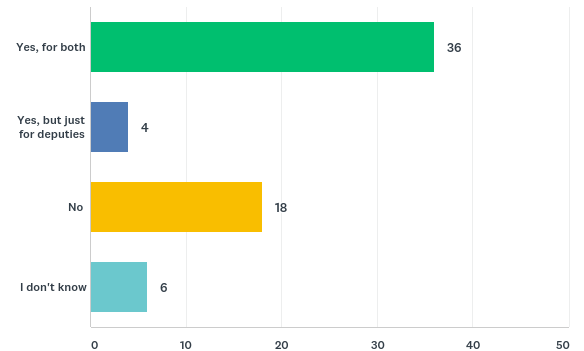 Yes, for both
36
Yes, but just
for deputies
4
No
18
I don't know
6
0 10 20 30 40 50